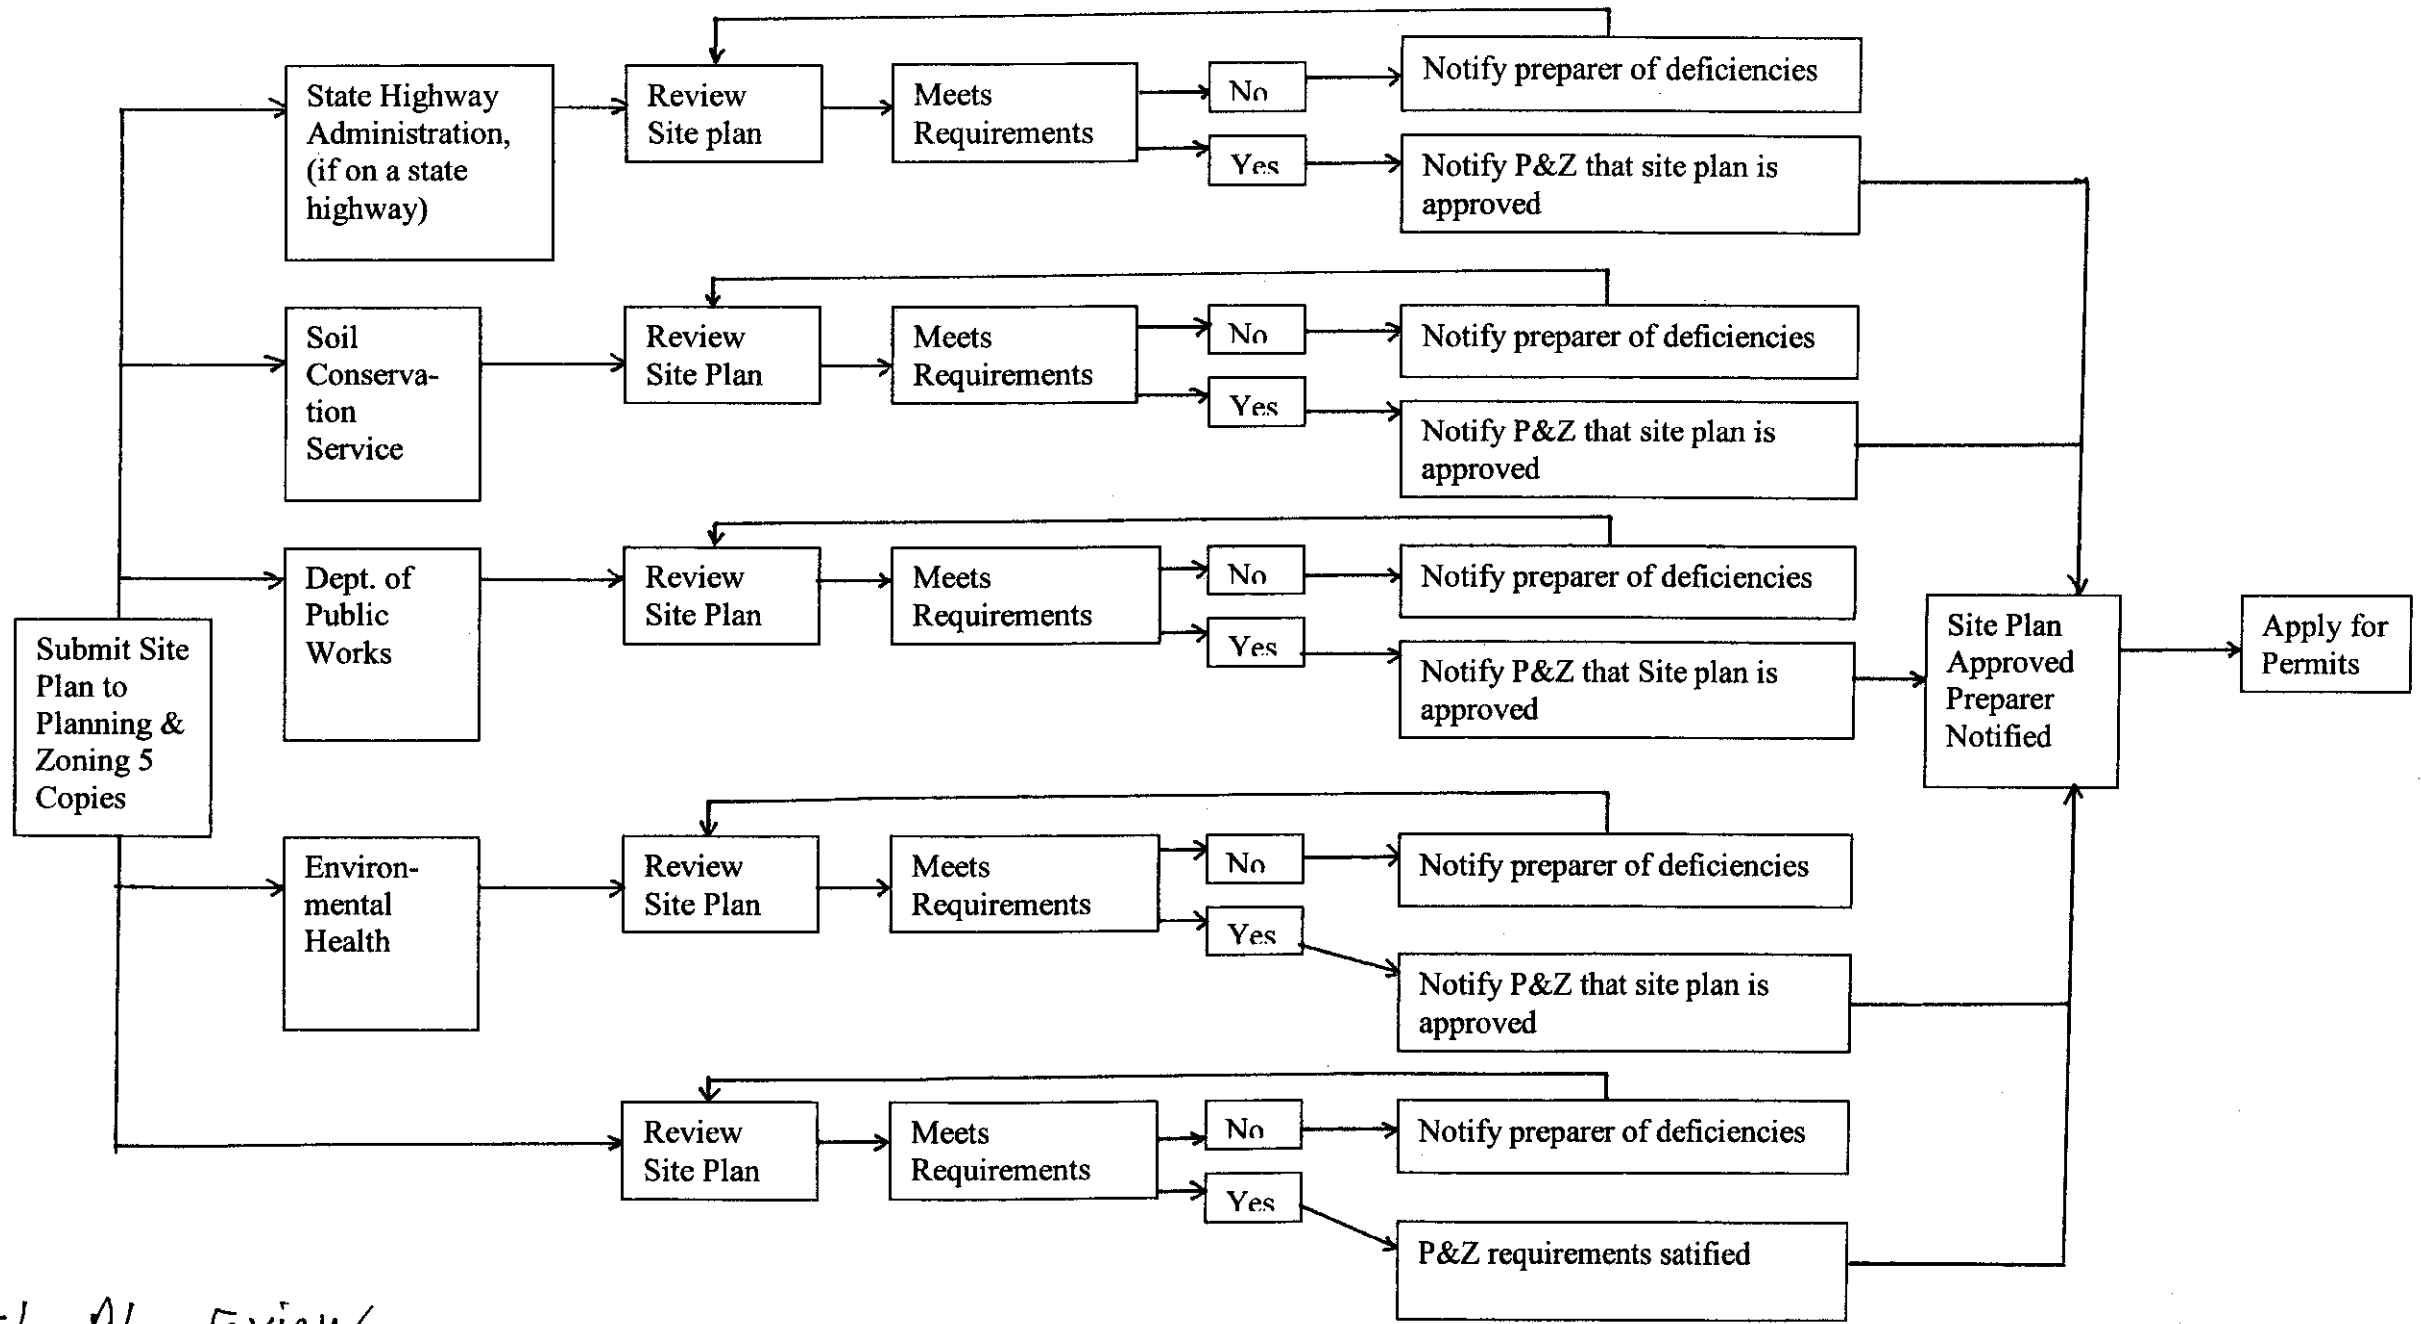 Submit Site
Plan to
Planning &
Zoning 5
Copies
State Highway
Administration,
(if on a state
highway)
Review
Site plan
Meets
Requirements
No
Yes
Notify preparer of deficiencies
Notify P&Z that site plan is
approved
Soil
Conserva-
tion
Service
Review
Site Plan
Meets
Requirements
No
Yes
Notify preparer of deficiencies
Notify P&Z that site plan is
approved
Dept. of
Public
Works
Review
Site Plan
Meets
Requirements
No
Yes
Notify preparer of deficiencies
Notify P&Z that Site plan is
approved
Environ-
mental
Health
Review
Site Plan
Meets
Requirements
No
Yes
Notify preparer of deficiencies
Notify P&Z that site plan is
approved
Review
Site Plan
Meets
Requirements
No
Yes
Notify preparer of deficiencies
P&Z requirements satified
Site Plan
Approved
Preparer
Notified
Apply for
Permits